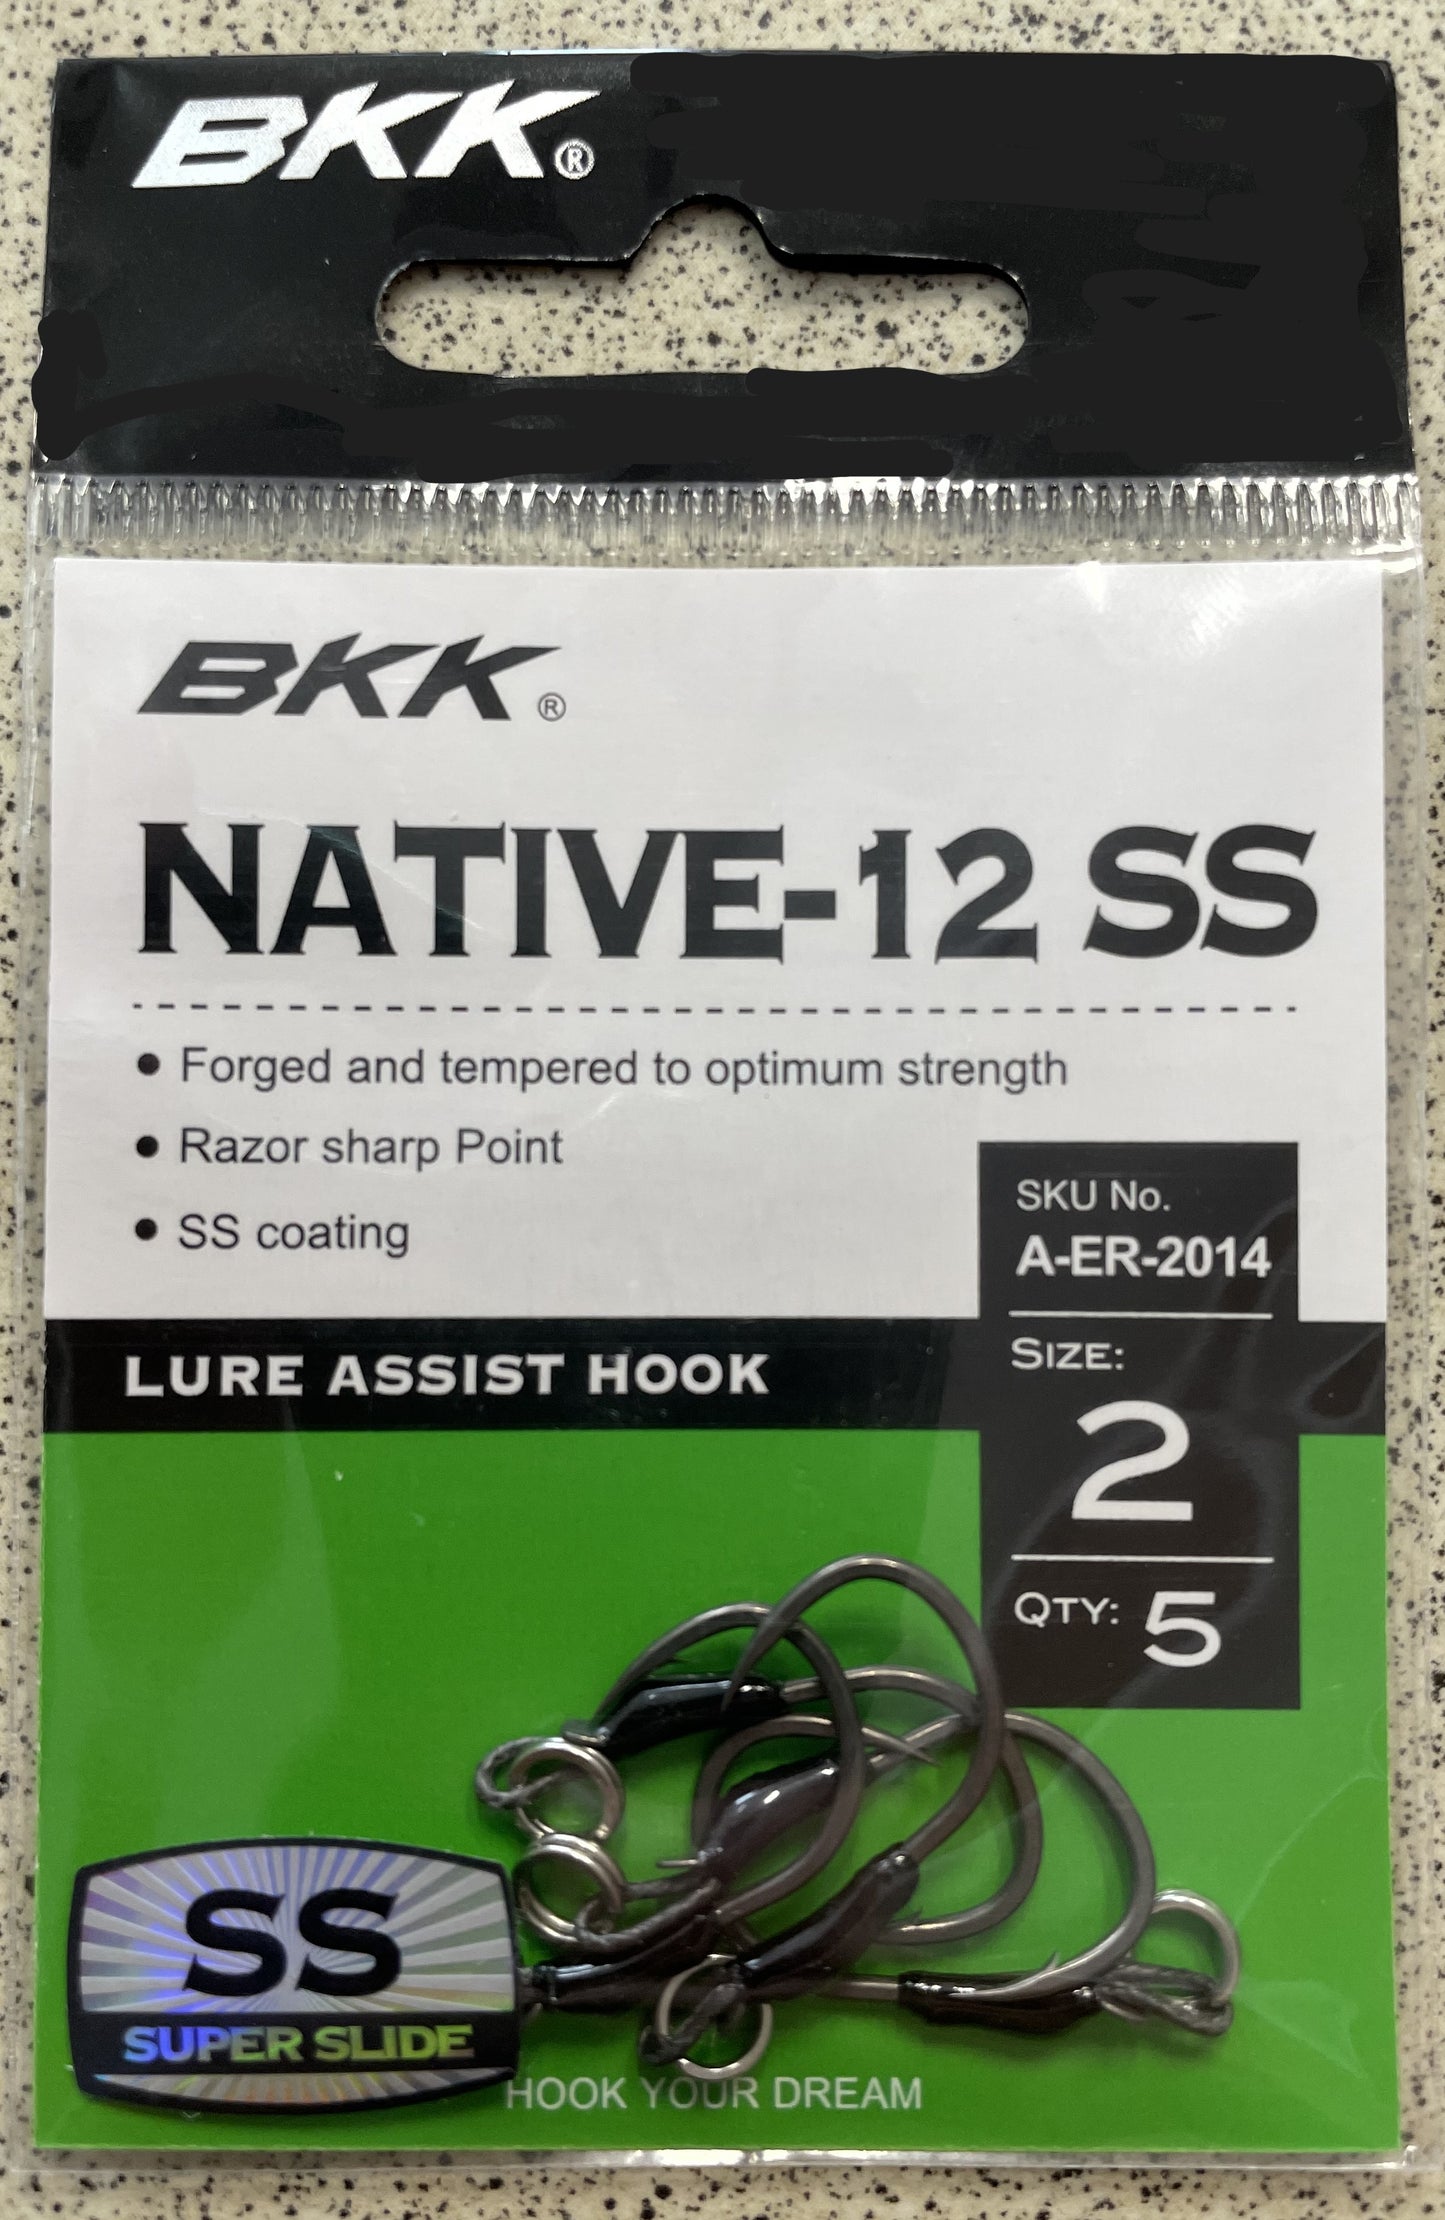 BKK®
BKK®
NATIVE-12 SS
• Forged and tempered to optimum strength
• Razor sharp Point
• SS coating
SKU No.
A-ER-2014
LURE ASSIST HOOK
SIZE:
2
QTY: 5
SS
SUPER SLIDE
HOOK YOUR DREAM